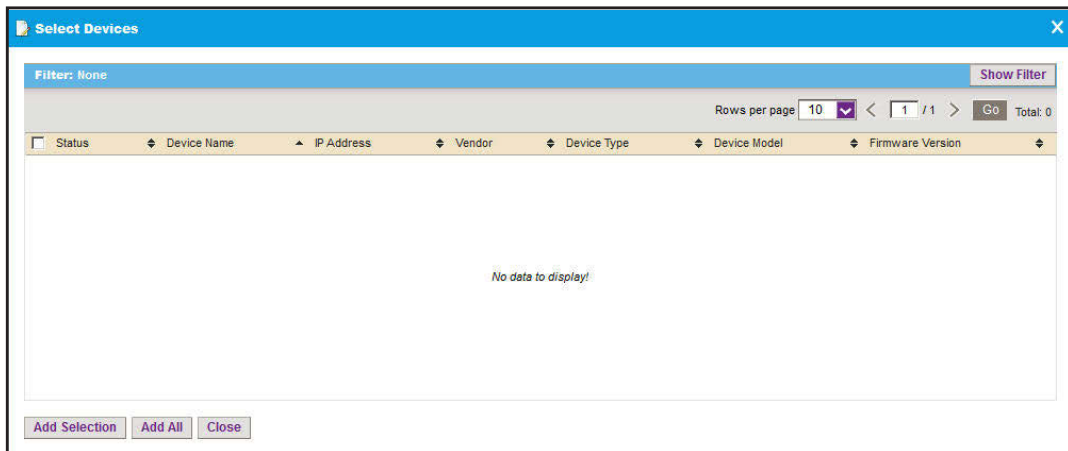 Select Devices
Filter: None
Show Filter
Rows per page 10 1 / 1 Go Total: 0
Status Device Name IP Address Vendor Device Type Device Model Firmware Version
No data to display!
Add Selection Add All Close